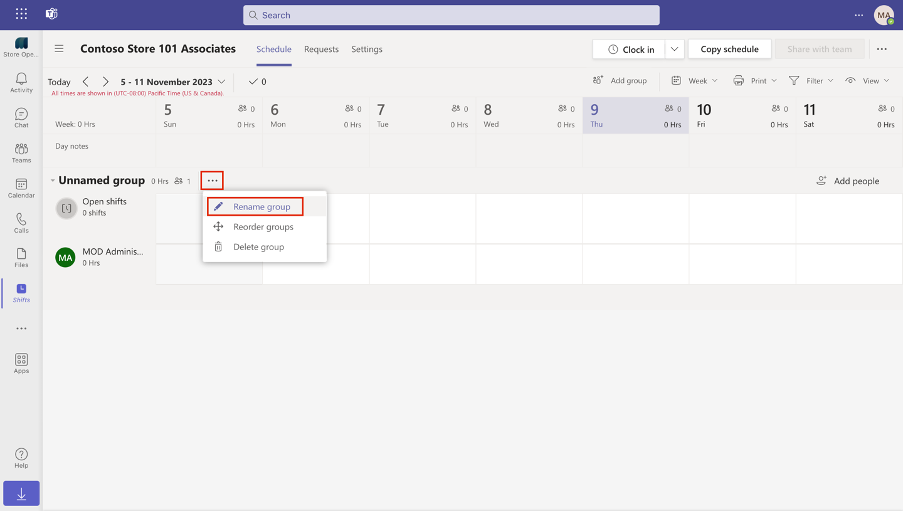 Search
MA
Store Ope...
Activity
Chat
Teams
Calendar
Calls
Files
Shifts
Apps
Help
Contoso Store 101 Associates
Schedule
Requests
Settings
Clock in
Copy schedule
Share with team
Today
5 - 11 November 2023
0
Add group
Week
Print
Filter
View
All times are shown in (UTC-08:00) Pacific Time (US & Canada).
Week: 0 Hrs
5 0
Sun 0 Hrs
6 0
Mon 0 Hrs
7 0
Tue 0 Hrs
8 0
Wed 0 Hrs
9 0
Thu 0 Hrs
10 0
Fri 0 Hrs
11 0
Sat 0 Hrs
Day notes
Unnamed group 0 Hrs 1
Add people
Open shifts
0 shifts
Rename group
Reorder groups
Delete group
MA
MOD Adminis...
0 Hrs